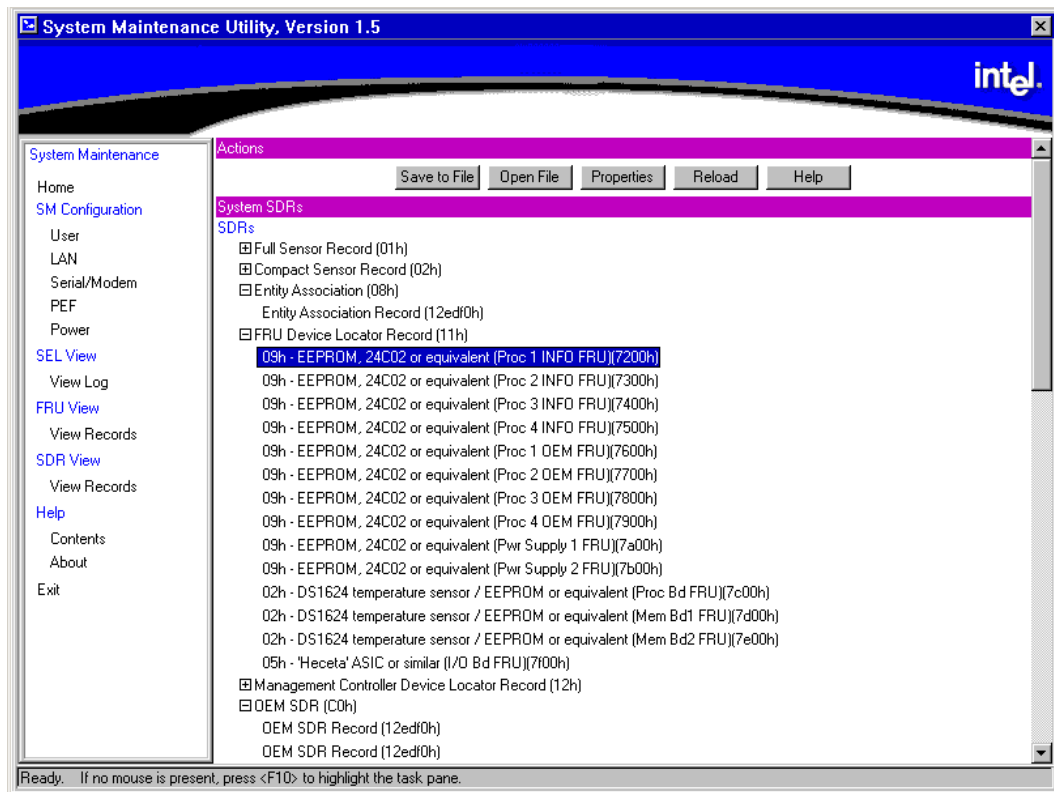 System Maintenance Utility, Version 1.5
intel.
System Maintenance
Home
SM Configuration
User
LAN
Serial/Modem
PEF
Power
SEL View
View Log
FRU View
View Records
SDR View
View Records
Help
Contents
About
Exit
Actions
Save to File Open File Properties Reload Help
System SDRs
SDRs
Full Sensor Record (01h)
Compact Sensor Record (02h)
Entity Association (08h)
Entity Association Record (12edf0h)
FRU Device Locator Record (11h)
09h - EEPROM, 24C02 or equivalent (Proc 1 INFO FRU)(7200h)
09h - EEPROM, 24C02 or equivalent (Proc 2 INFO FRU)(7300h)
09h - EEPROM, 24C02 or equivalent (Proc 3 INFO FRU)(7400h)
09h - EEPROM, 24C02 or equivalent (Proc 4 INFO FRU)(7500h)
09h - EEPROM, 24C02 or equivalent (Proc 1 OEM FRU)(7600h)
09h - EEPROM, 24C02 or equivalent (Proc 2 OEM FRU)(7700h)
09h - EEPROM, 24C02 or equivalent (Proc 3 OEM FRU)(7800h)
09h - EEPROM, 24C02 or equivalent (Proc 4 OEM FRU)(7900h)
09h - EEPROM, 24C02 or equivalent (Pwr Supply 1 FRU)(7a00h)
09h - EEPROM, 24C02 or equivalent (Pwr Supply 2 FRU)(7b00h)
02h - DS1624 temperature sensor / EEPROM or equivalent (Proc Bd FRU)(7c00h)
02h - DS1624 temperature sensor / EEPROM or equivalent (Mem Bd1 FRU)(7d00h)
02h - DS1624 temperature sensor / EEPROM or equivalent (Mem Bd2 FRU)(7e00h)
05h - 'Heceta' ASIC or similar (I/O Bd FRU)(7f00h)
Management Controller Device Locator Record (12h)
OEM SDR (C0h)
OEM SDR Record (12edf0h)
OEM SDR Record (12edf0h)
Ready. If no mouse is present, press <F10> to highlight the task pane.